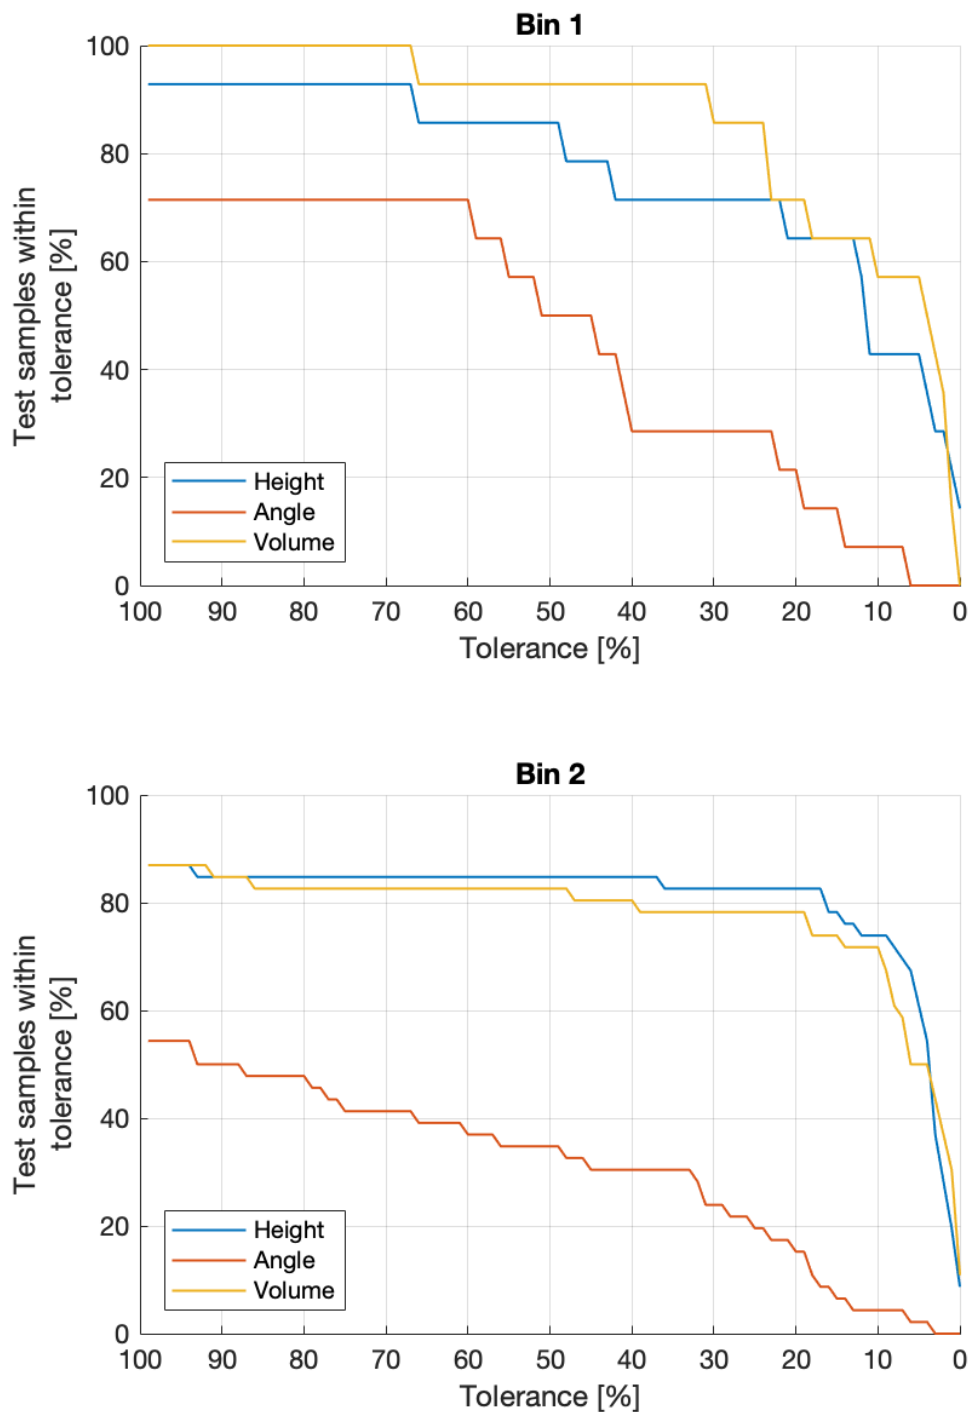 Bin 1
Test samples within
tolerance [%]
100
80
60
40
20
0
Height
Angle
Volume
100 90 80 70 60 50 40 30 20 10 0
Tolerance [%]
Bin 2
Test samples within
tolerance [%]
100
80
60
40
20
0
Height
Angle
Volume
100 90 80 70 60 50 40 30 20 10 0
Tolerance [%]